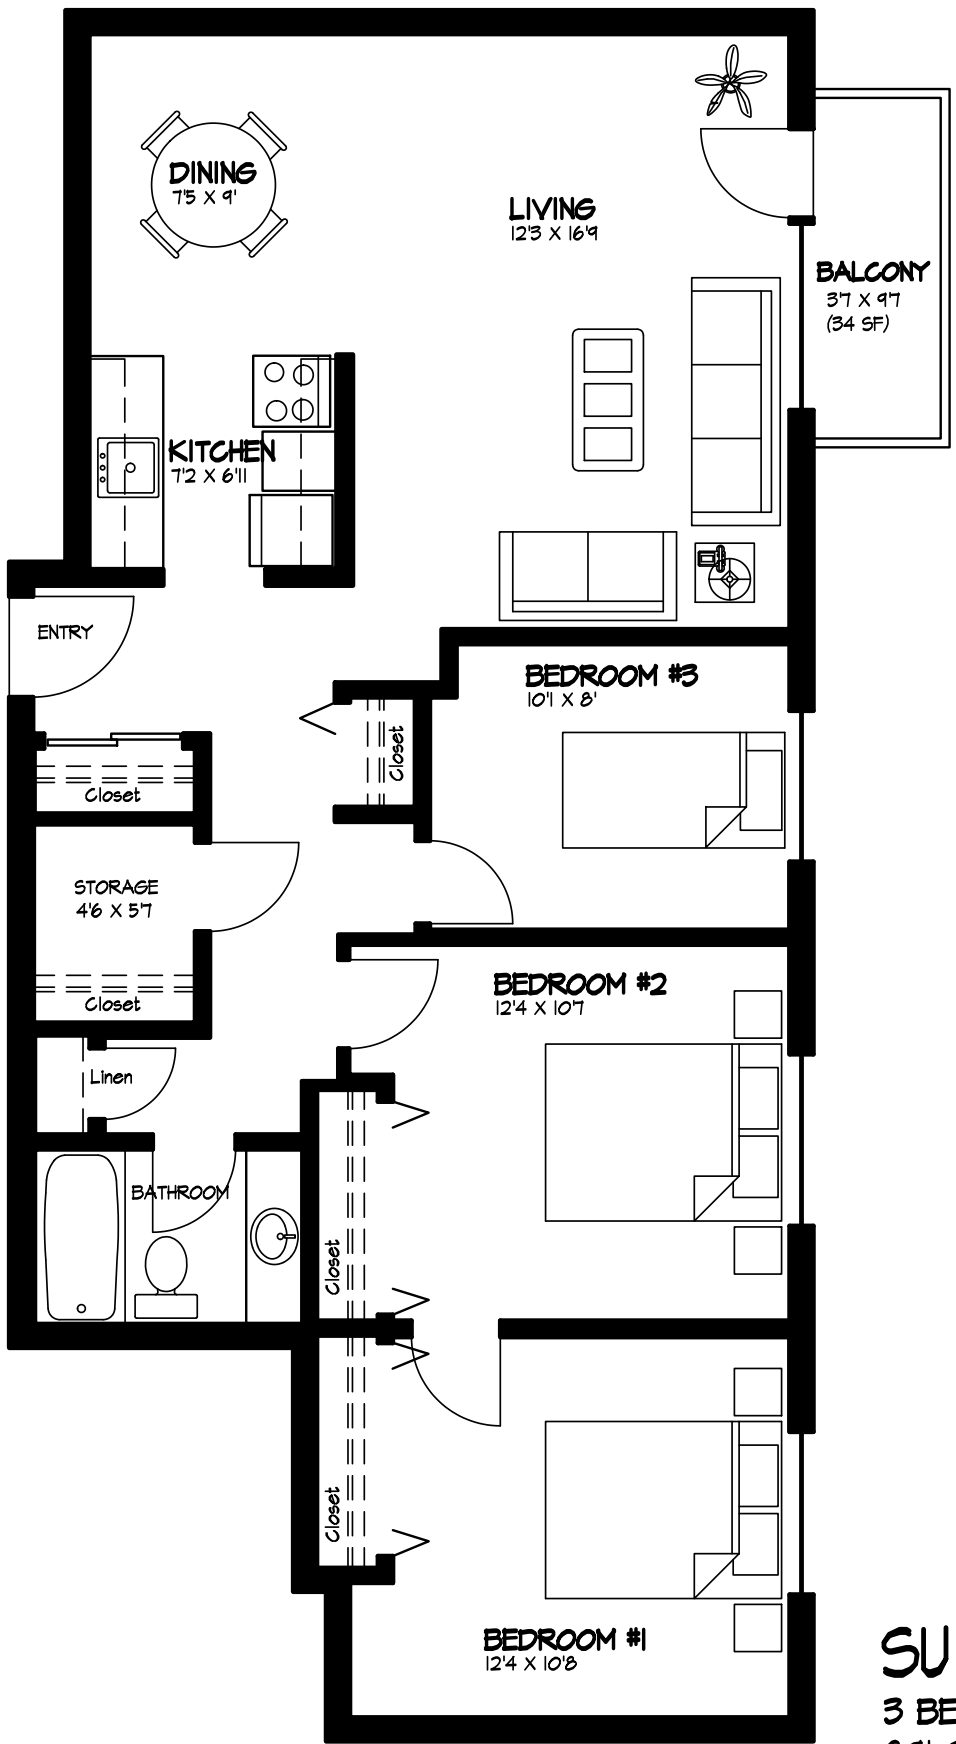 DINING
7'5 X 9'
LIVING
12'3 X 16'9
BALCONY
3'7 X 9'7
(34 SF)
KITCHEN
7'2 X 6'11
ENTRY
BEDROOM #3
10'1 X 8'
Closet
Closet
STORAGE
4'6 X 5'7
Closet
BEDROOM #2
12'4 X 10'7
Linen
BATHROOM
Closet
Closet
BEDROOM #1
12'4 X 10'8
SU
3 BE